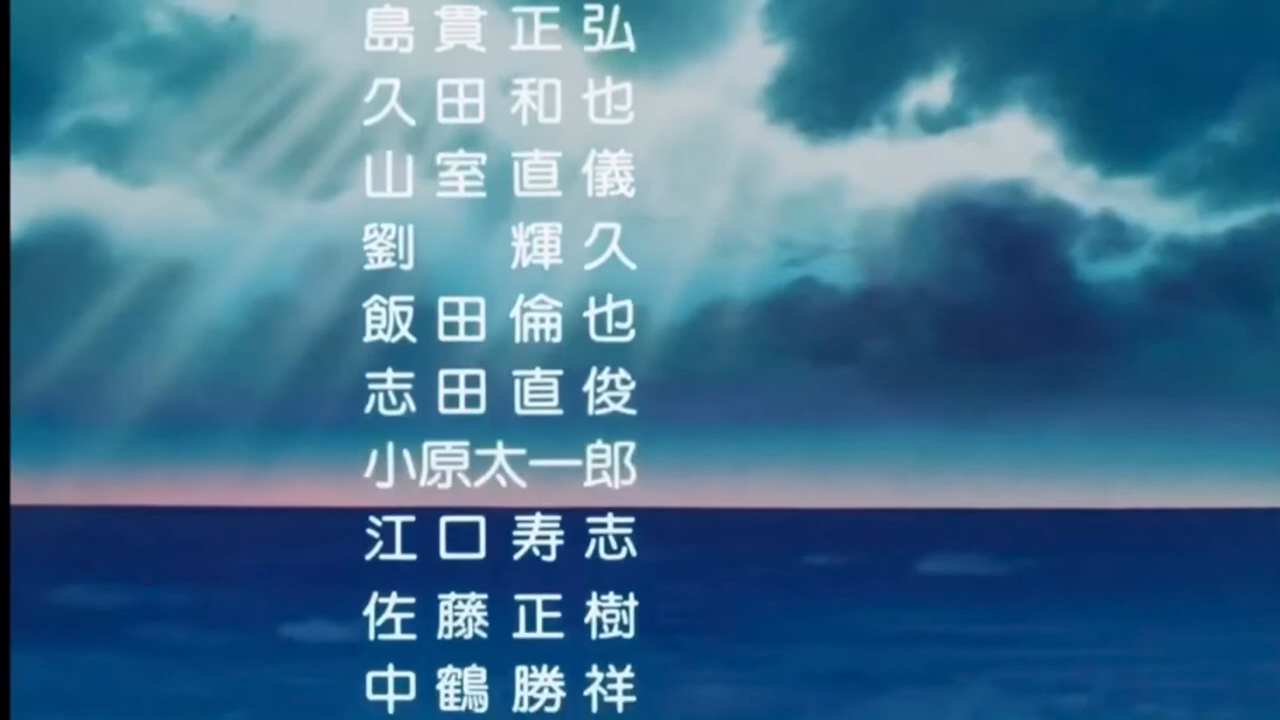 島貫正弘
久田和也
山室直儀
劉　輝久
飯田倫也
志田直俊
小原太一郎
江口寿志
佐藤正樹
中鶴勝祥